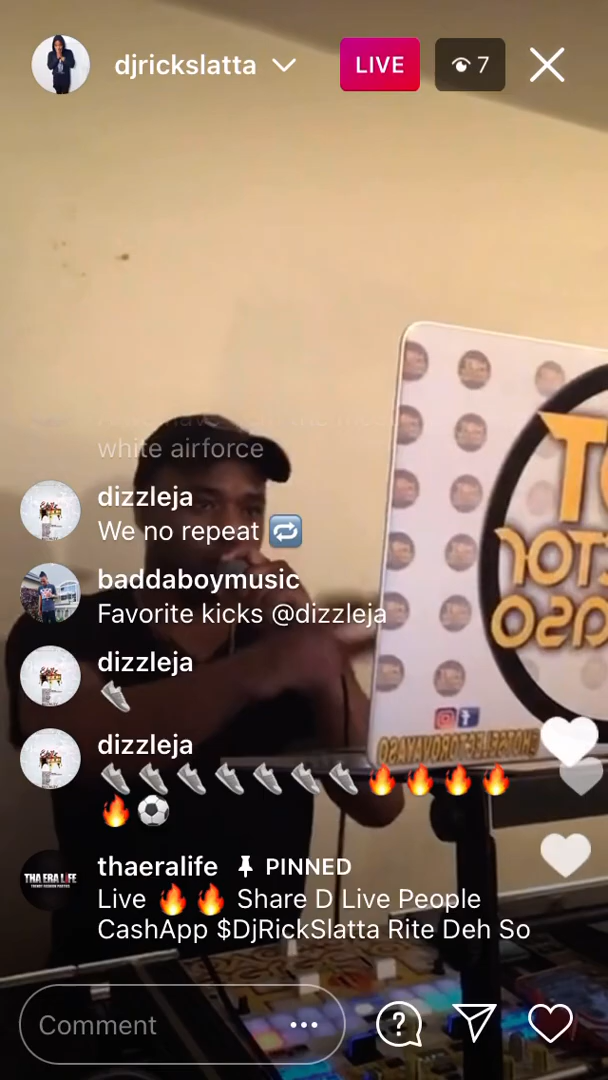 djrickslatta
LIVE
7
white airforce
dizzleja
We no repeat 🔁
baddaboymusic
Favorite kicks @dizzleja
dizzleja
👟
dizzleja
👟👟👟👟👟👟👟🔥🔥🔥🔥
🔥⚽
THA ERA LIFE
thaeralife 📌 PINNED
Live 🔥🔥 Share D Live People
CashApp $DjRickSlatta Rite Deh So
Comment